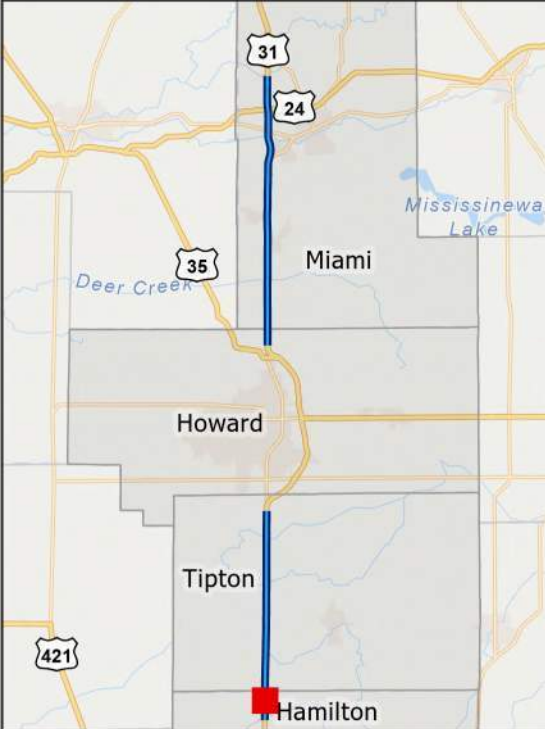 31
24
Mississinewa
Lake
Miami
35
Deer Creek
Howard
Tipton
421
Hamilton